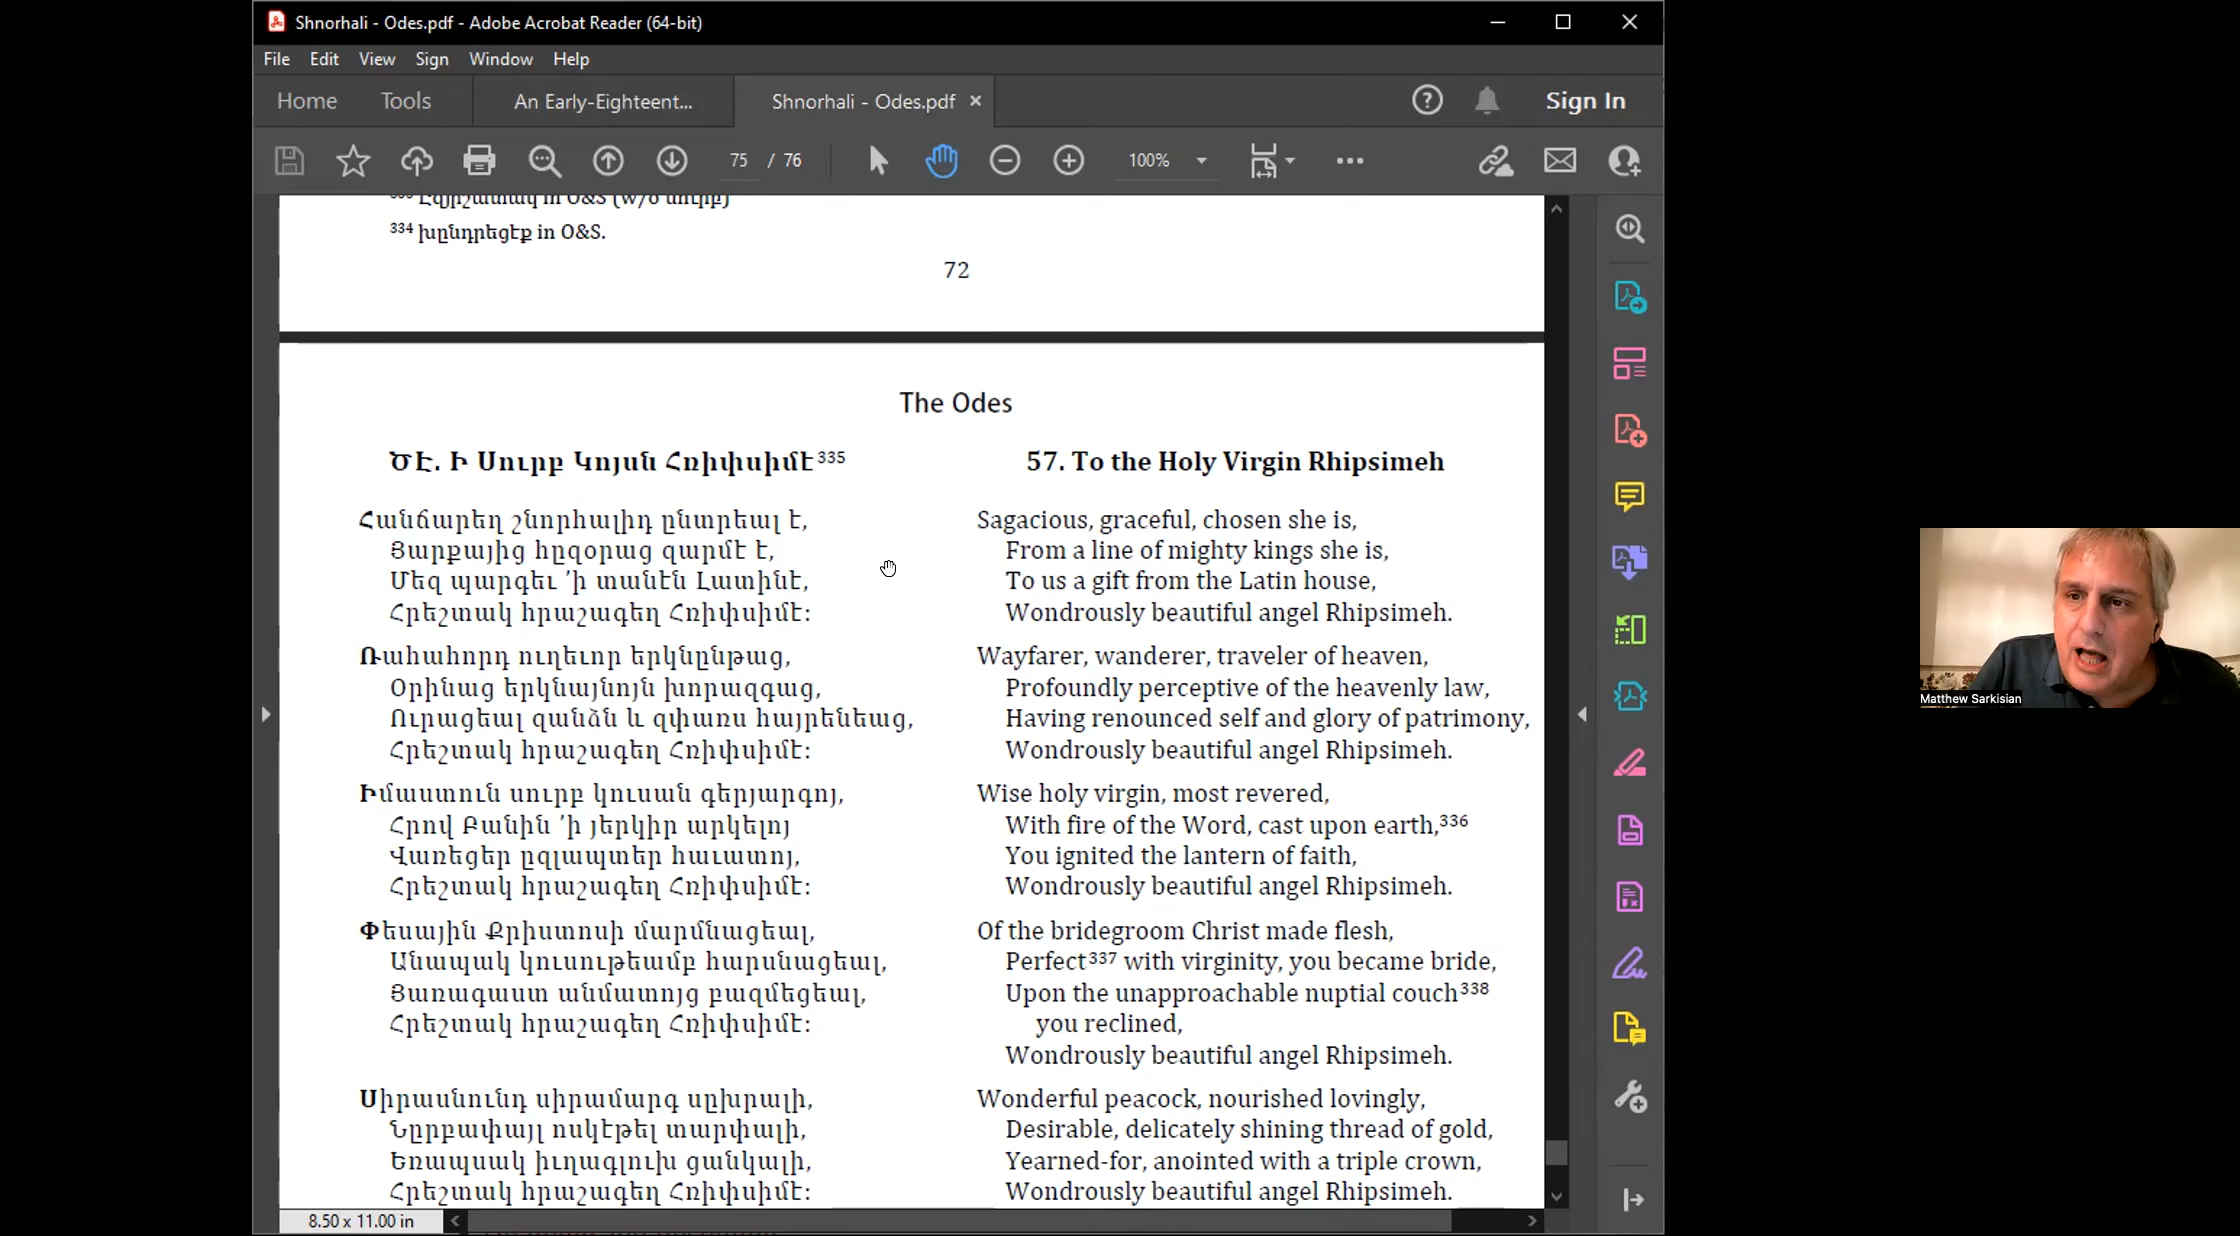 Shnorhali - Odes.pdf - Adobe Acrobat Reader (64-bit)
File Edit View Sign Window Help
Home Tools An Early-Eighteent... Shnorhali - Odes.pdf × Sign In
75 / 76 100%
in O&S (w/o սուրբ)
334 խընդրեցէք in O&S.
72
The Odes
ԾԷ. Ի Սուրբ Կոյսն Հռիփսիմէ335
57. To the Holy Virgin Rhipsimeh
Հանճարեղ շնորհալիդ ընտրեալ է,
Յարքայից հըզօրաց զարմէ է,
Մեզ պարգեւ ՚ի տանէն Լատինէ,
Հրեշտակ հրաշագեղ Հռիփսիմէ։
Sagacious, graceful, chosen she is,
From a line of mighty kings she is,
To us a gift from the Latin house,
Wondrously beautiful angel Rhipsimeh.
Ռահահորդ ուղեւոր երկնընթաց,
Օրինաց երկնայնոյն խորազգաց,
Ուրացեալ զանձն և զփառս հայրենեաց,
Հրեշտակ հրաշագեղ Հռիփսիմէ։
Wayfarer, wanderer, traveler of heaven,
Profoundly perceptive of the heavenly law,
Having renounced self and glory of patrimony,
Wondrously beautiful angel Rhipsimeh.
Իմաստուն սուրբ կուսան գերյարգոյ,
Հրով Բանին ՚ի յերկիր արկելոյ
Վառեցեր ըզլապտեր հաւատոյ,
Հրեշտակ հրաշագեղ Հռիփսիմէ։
Wise holy virgin, most revered,
With fire of the Word, cast upon earth,336
You ignited the lantern of faith,
Wondrously beautiful angel Rhipsimeh.
Փեսային Քրիստոսի մարմնացեալ,
Անապակ կուսութեամբ հարսնացեալ,
Յառագաստ անմատոյց բազմեցեալ,
Հրեշտակ հրաշագեղ Հռիփսիմէ։
Of the bridegroom Christ made flesh,
Perfect337 with virginity, you became bride,
Upon the unapproachable nuptial couch338
you reclined,
Wondrously beautiful angel Rhipsimeh.
Սիրասնունդ սիրամարգ սըխրալի,
Նըրբափայլ ոսկէթել տարփալի,
Եռապսակ իւղագլուխ ցանկալի,
Հրեշտակ հրաշագեղ Հռիփսիմէ։
Wonderful peacock, nourished lovingly,
Desirable, delicately shining thread of gold,
Yearned-for, anointed with a triple crown,
Wondrously beautiful angel Rhipsimeh.
8.50 x 11.00 in
Matthew Sarkisian